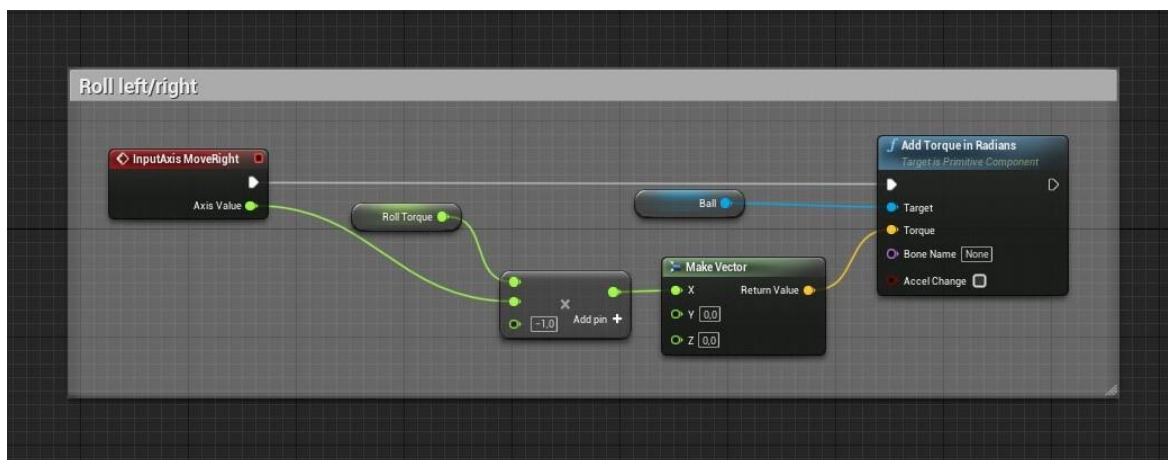 Roll left/right
InputAxis MoveRight
Axis Value
Roll Torque
× 
-1,0
Add pin +
Ball
Make Vector
X
Return Value
Y 0,0
Z 0,0
f Add Torque in Radians
Target is Primitive Component
Target
Torque
Bone Name None
Accel Change